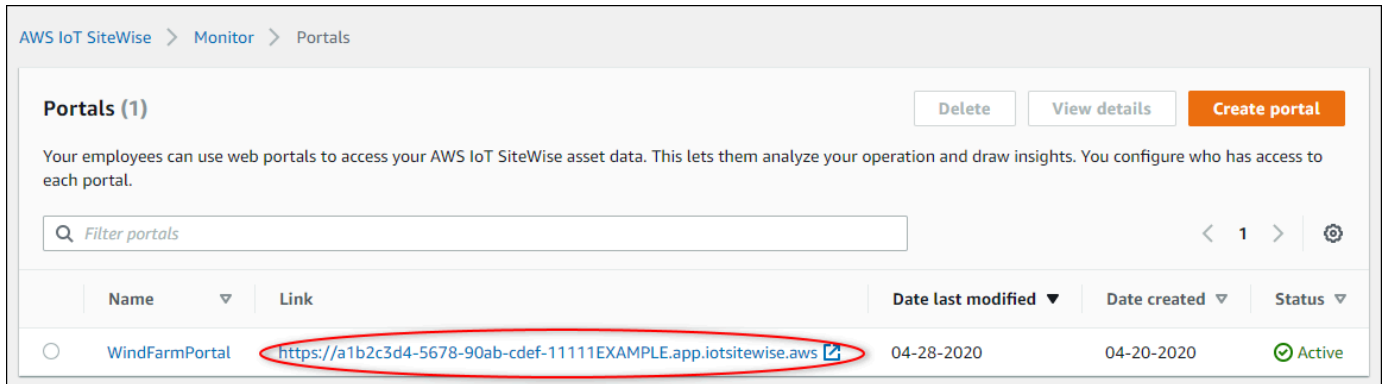 AWS IoT SiteWise > Monitor > Portals
Portals (1)
Delete View details Create portal
Your employees can use web portals to access your AWS IoT SiteWise asset data. This lets them analyze your operation and draw insights. You configure who has access to
each portal.
Filter portals
< 1 >
Name Link Date last modified Date created Status
WindFarmPortal https://a1b2c3d4-5678-90ab-cdef-11111EXAMPLE.app.iotsitewise.aws 04-28-2020 04-20-2020 Active